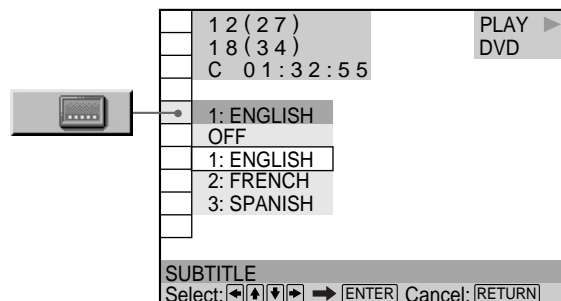 12(27)
18(34)
C 01:32:55
PLAY
DVD
1: ENGLISH
OFF
1: ENGLISH
2: FRENCH
3: SPANISH
SUBTITLE
Select: ENTER Cancel: RETURN